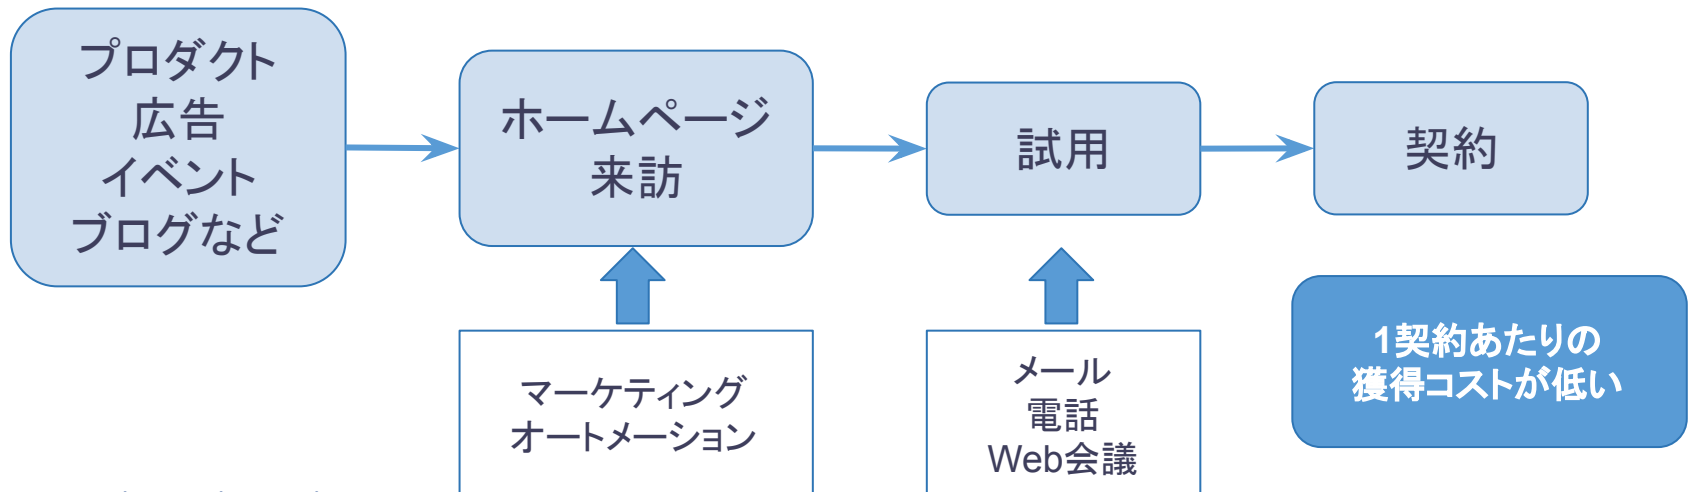 プロダクト
広告
イベント
ブログなど
ホームページ
来訪
試用
契約
マーケティング
オートメーション
メール
電話
Web会議
1契約あたりの
獲得コストが低い